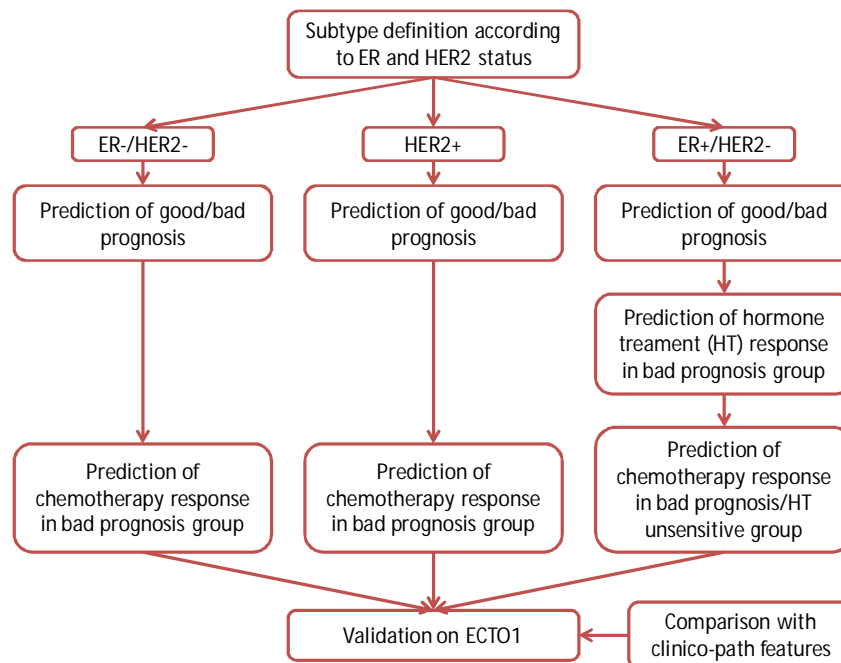 Subtype definition according
to ER and HER2 status
ER-/HER2-
HER2+
ER+/HER2-
Prediction of good/bad
prognosis
Prediction of good/bad
prognosis
Prediction of good/bad
prognosis
Prediction of hormone
treament (HT) response
in bad prognosis group
Prediction of
chemotherapy response
in bad prognosis group
Prediction of
chemotherapy response
in bad prognosis group
Prediction of
chemotherapy response
in bad prognosis/HT
unsensitive group
Validation on ECTO1
Comparison with
clinico-path features